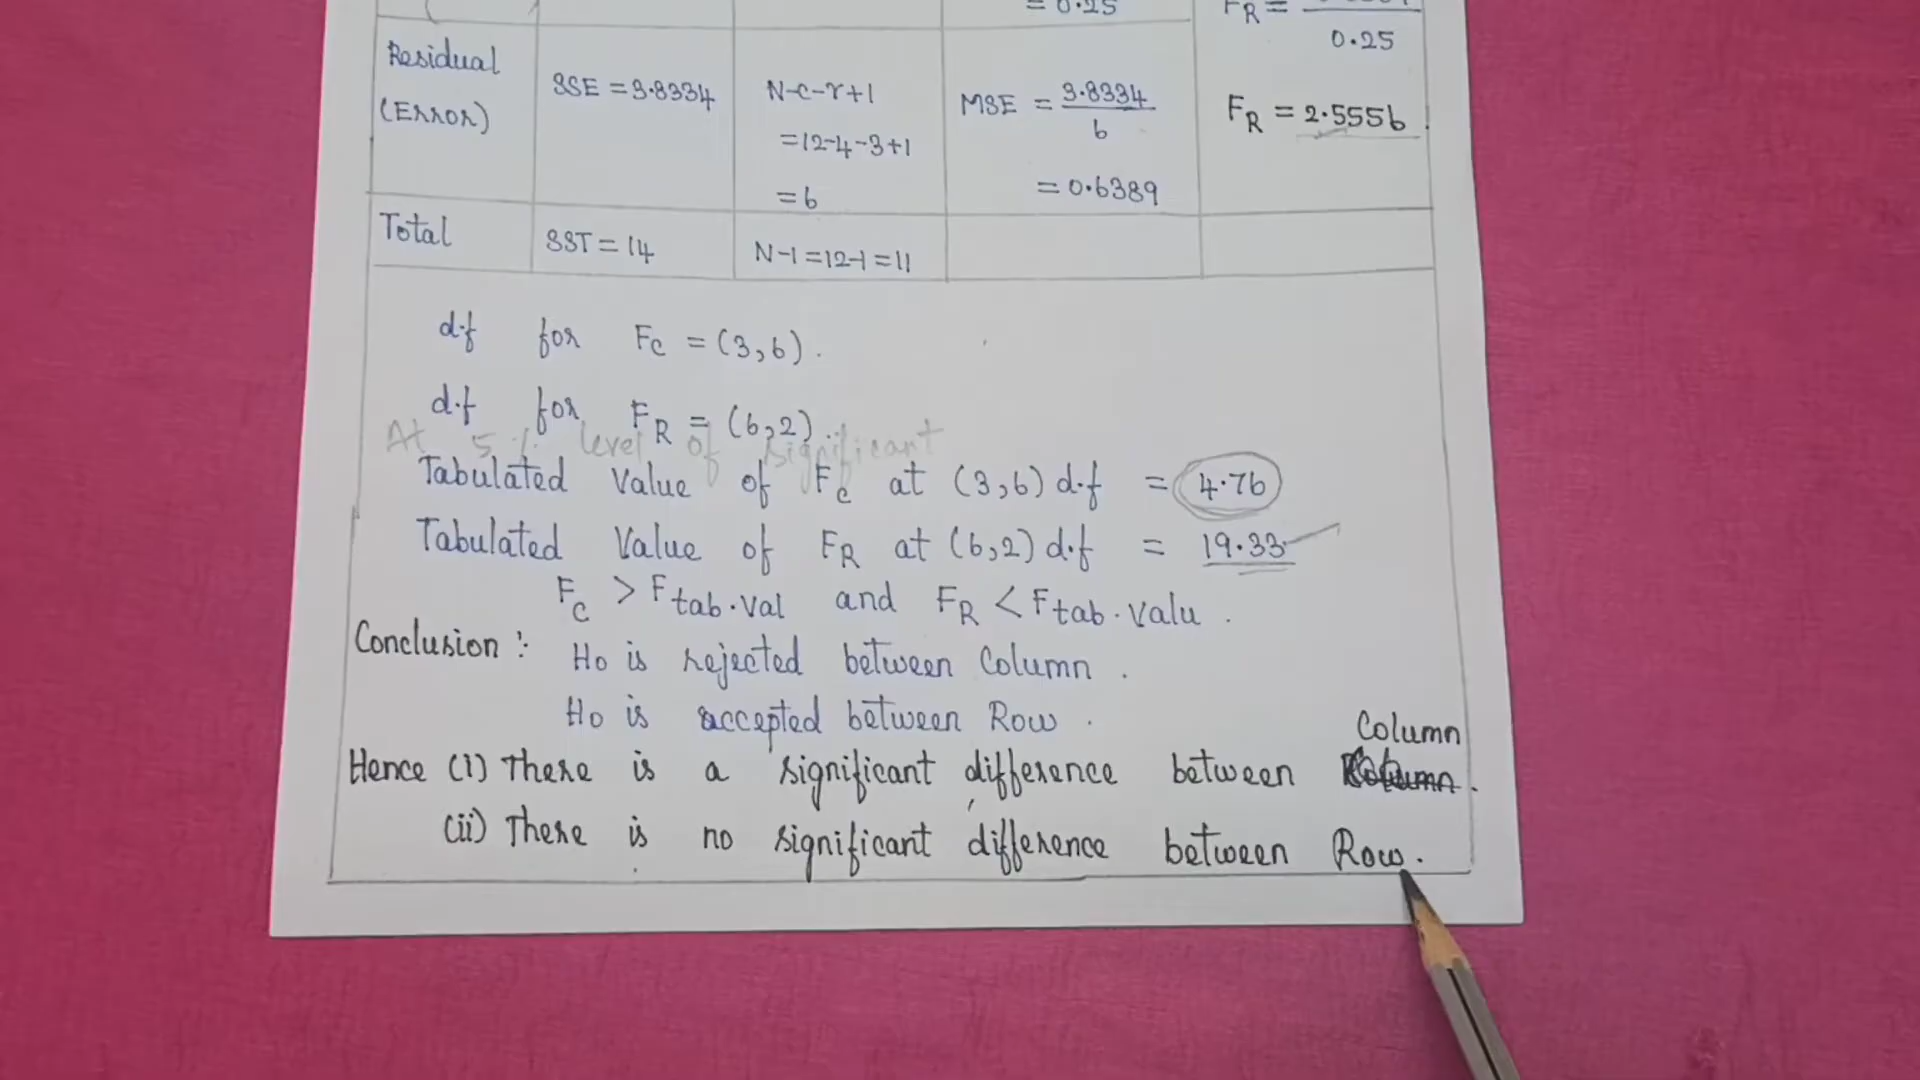 = 0.25
FR =
0.25
Residual
(Error)
SSE = 3.8334
N-c-r+1
=12-4-3+1
=6
MSE = 3.8334
6
= 0.6389
FR = 2.5556
Total
SST = 14
N-1=12-1=11
d.f for Fc = (3,6).
d.f for FR = (6,2).
At 5% level of significant
Tabulated Value of Fc at (3,6) d.f = 4.76
Tabulated Value of FR at (6,2) d.f = 19.33
Fc > Ftab.val and FR < Ftab.valu.
Conclusion : Ho is rejected between Column.
Ho is accepted between Row.
Column
Hence (i) There is a significant difference between
(ii) There is no significant difference between Row.